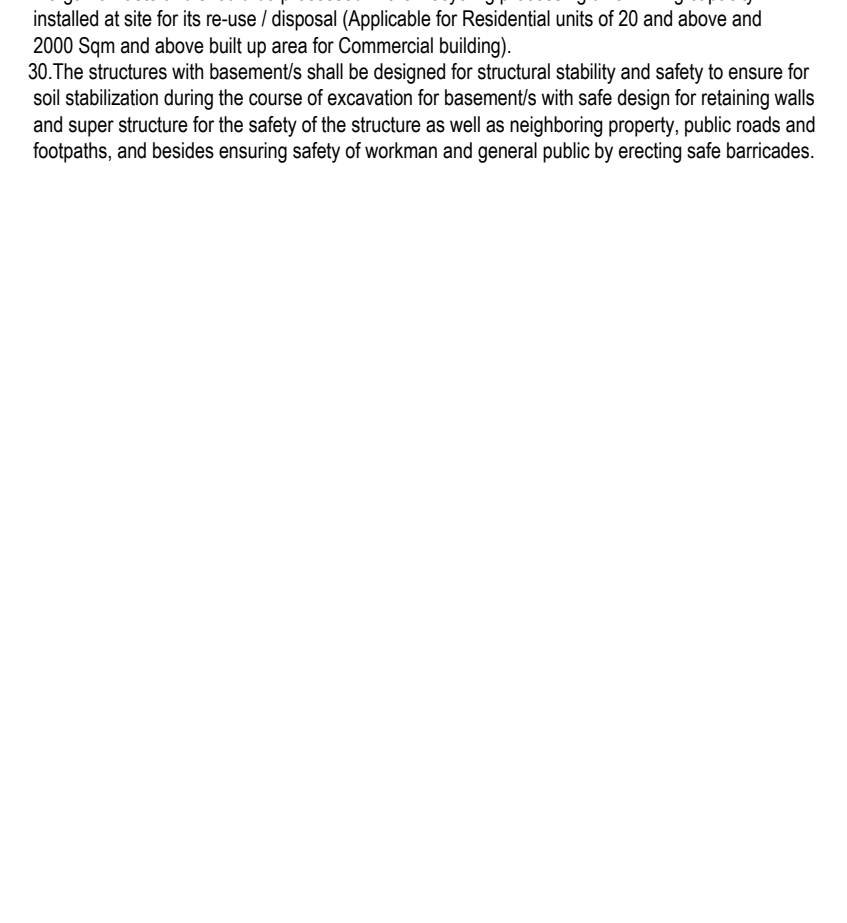 installed at site for its re-use / disposal (Applicable for Residential units of 20 and above and
2000 Sqm and above built up area for Commercial building).
30.The structures with basement/s shall be designed for structural stability and safety to ensure for
soil stabilization during the course of excavation for basement/s with safe design for retaining walls
and super structure for the safety of the structure as well as neighboring property, public roads and
footpaths, and besides ensuring safety of workman and general public by erecting safe barricades.